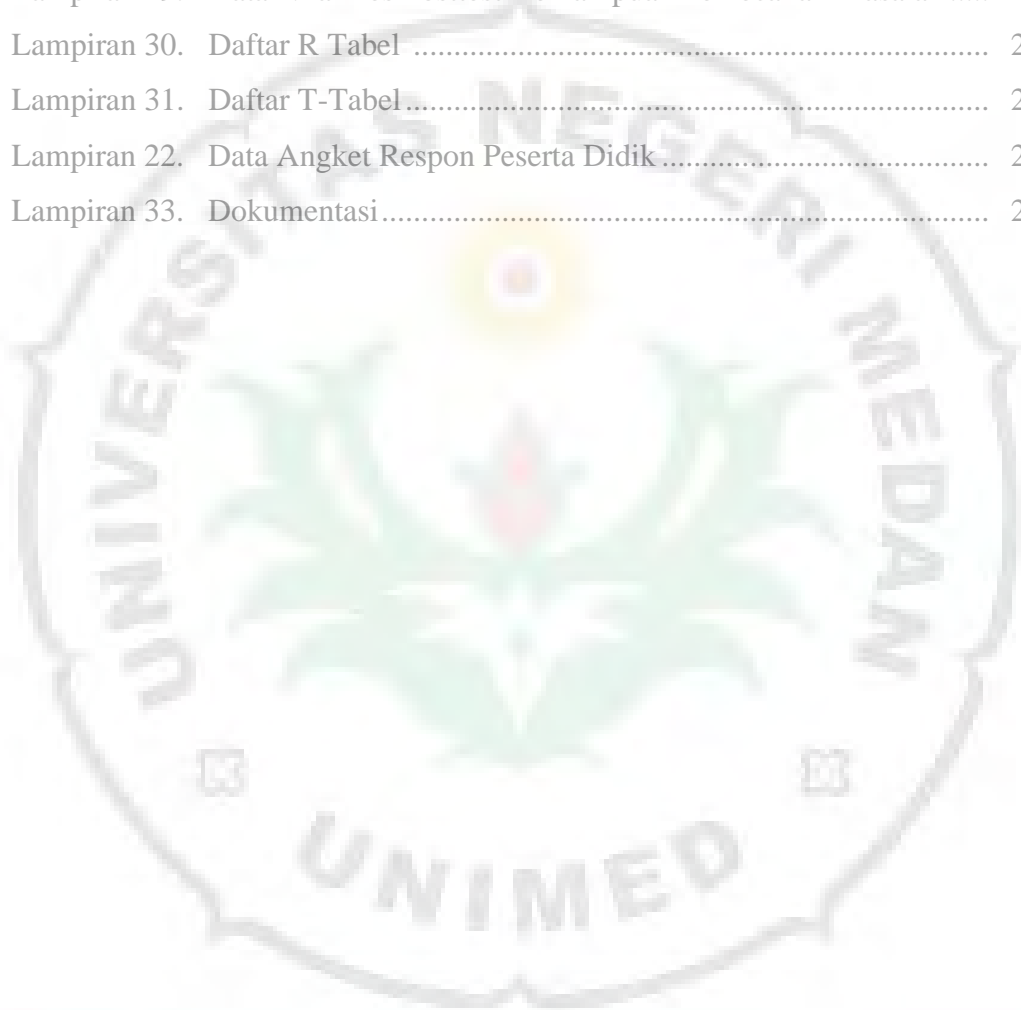 Lampiran 30. Daftar R Tabel ........................................................................ 2
Lampiran 31. Daftar T-Tabel ........................................................................ 2
Lampiran 22. Data Angket Respon Peserta Didik ........................................ 2
Lampiran 33. Dokumentasi ........................................................................... 2
UNIVERSITAS NEGERI MEDAN
UNIMED